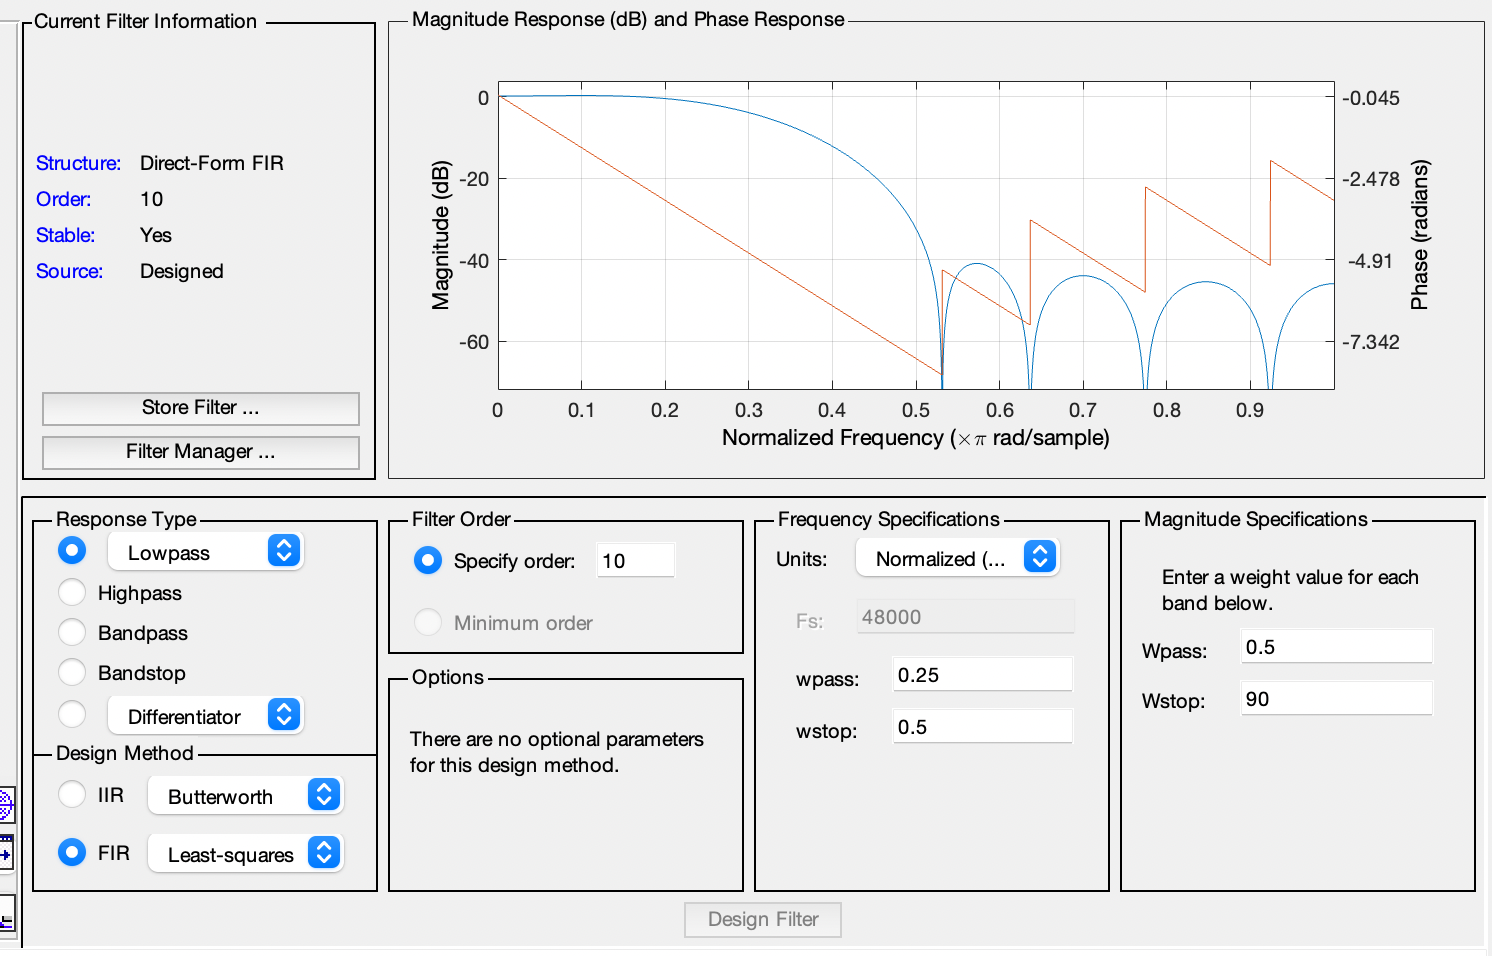 Current Filter Information
Structure: Direct-Form FIR
Order: 10
Stable: Yes
Source: Designed
Store Filter ...
Filter Manager ...
Magnitude Response (dB) and Phase Response
0
-20
-40
-60
Magnitude (dB)
-0.045
-2.478
-4.91
-7.342
Phase (radians)
0 0.1 0.2 0.3 0.4 0.5 0.6 0.7 0.8 0.9
Normalized Frequency (×π rad/sample)
Response Type
Lowpass
Highpass
Bandpass
Bandstop
Differentiator
Design Method
IIR Butterworth
FIR Least-squares
Filter Order
Specify order: 10
Minimum order
Options
There are no optional parameters
for this design method.
Frequency Specifications
Units: Normalized (...
Fs: 48000
wpass: 0.25
wstop: 0.5
Magnitude Specifications
Enter a weight value for each
band below.
Wpass: 0.5
Wstop: 90
Design Filter